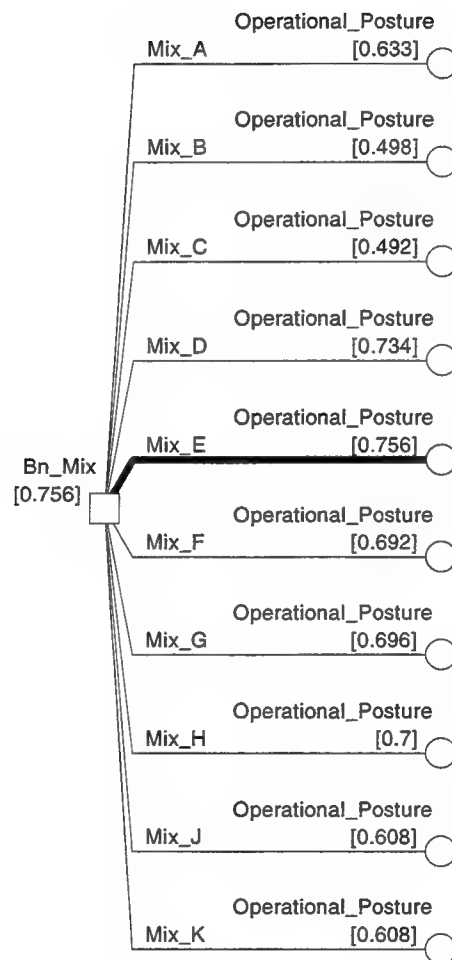 Operational_Posture
Mix_A [0.633]
Operational_Posture
Mix_B [0.498]
Operational_Posture
Mix_C [0.492]
Operational_Posture
Mix_D [0.734]
Operational_Posture
Mix_E [0.756]
Bn_Mix
[0.756]
Operational_Posture
Mix_F [0.692]
Operational_Posture
Mix_G [0.696]
Operational_Posture
Mix_H [0.7]
Operational_Posture
Mix_J [0.608]
Operational_Posture
Mix_K [0.608]